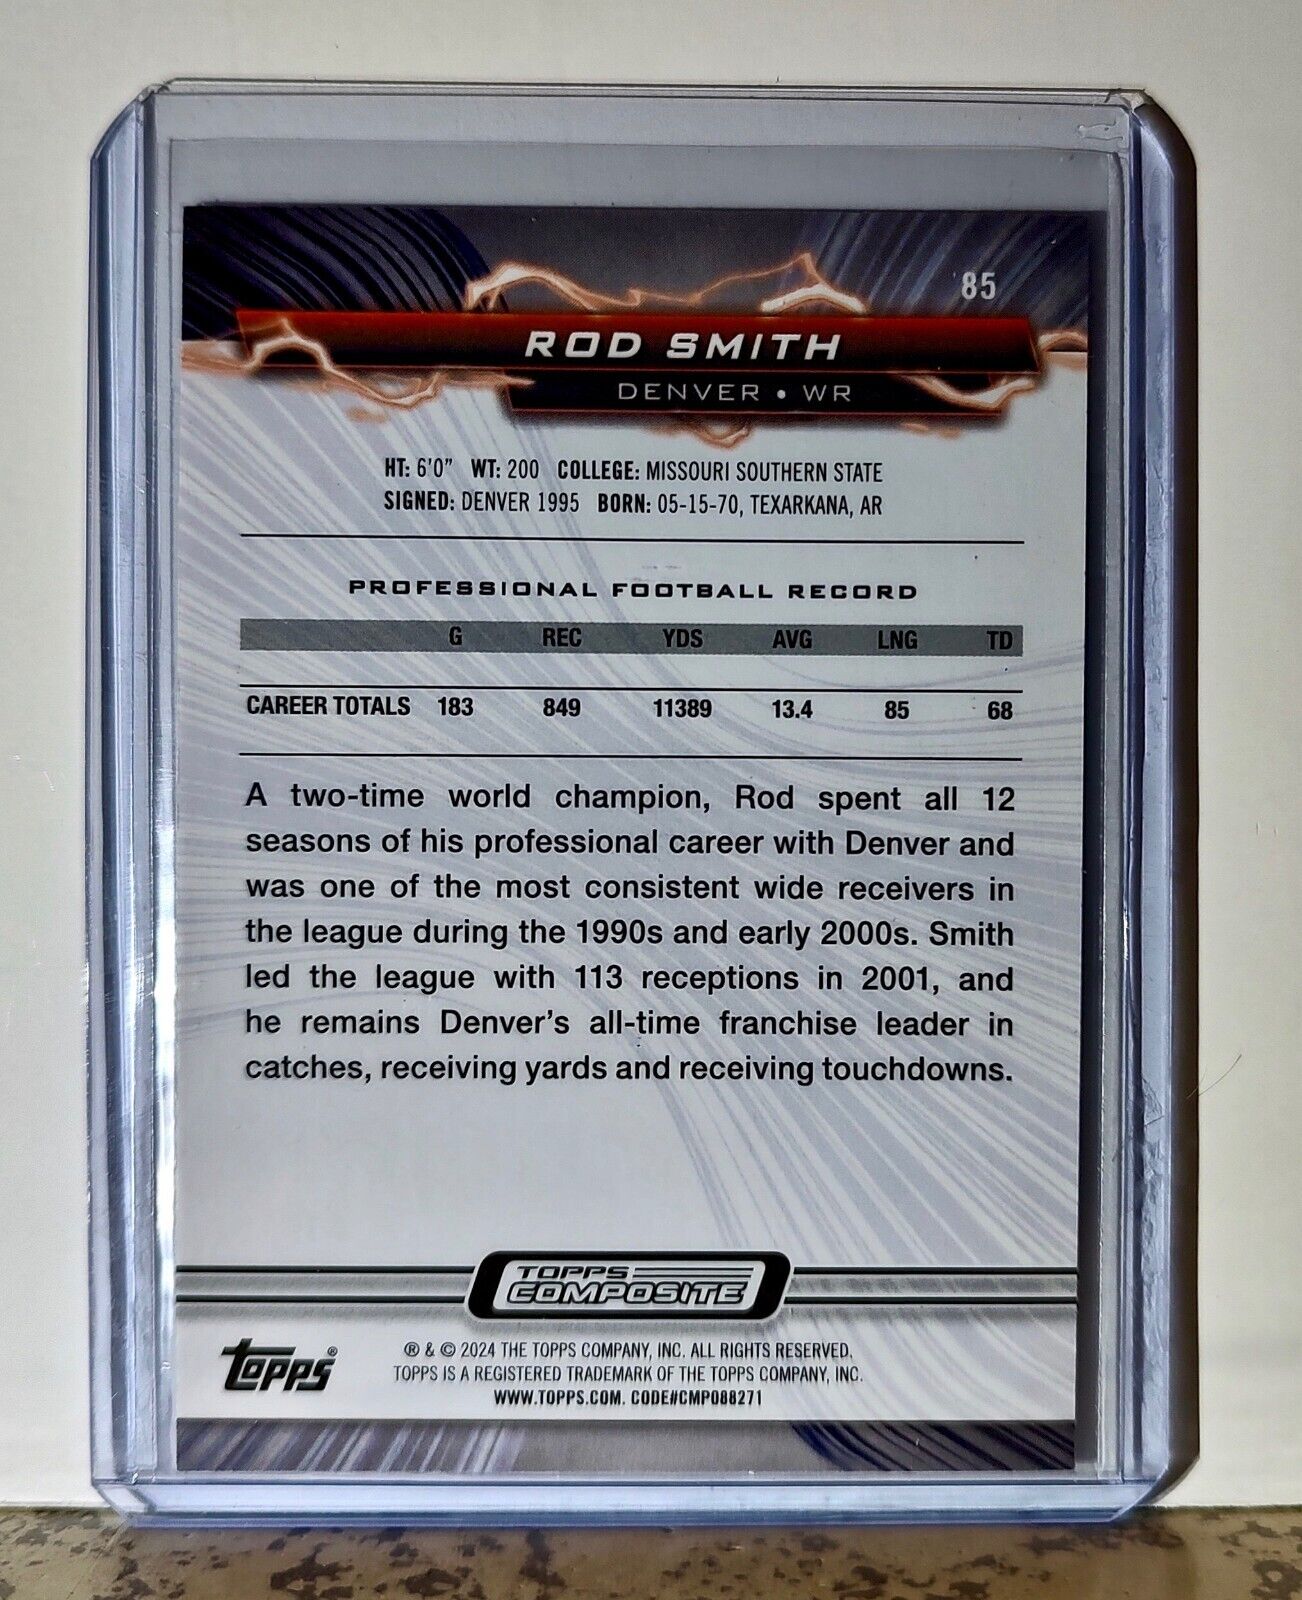 85
ROD SMITH
DENVER • WR
HT: 6'0" WT: 200 COLLEGE: MISSOURI SOUTHERN STATE
SIGNED: DENVER 1995 BORN: 05-15-70, TEXARKANA, AR
PROFESSIONAL FOOTBALL RECORD
G REC YDS AVG LNG TD
CAREER TOTALS 183 849 11389 13.4 85 68
A two-time world champion, Rod spent all 12
seasons of his professional career with Denver and
was one of the most consistent wide receivers in
the league during the 1990s and early 2000s. Smith
led the league with 113 receptions in 2001, and
he remains Denver's all-time franchise leader in
catches, receiving yards and receiving touchdowns.
TOPPS
COMPOSITE
topps®
® & © 2024 THE TOPPS COMPANY, INC. ALL RIGHTS RESERVED.
TOPPS IS A REGISTERED TRADEMARK OF THE TOPPS COMPANY, INC.
WWW.TOPPS.COM. CODE#CMP088271